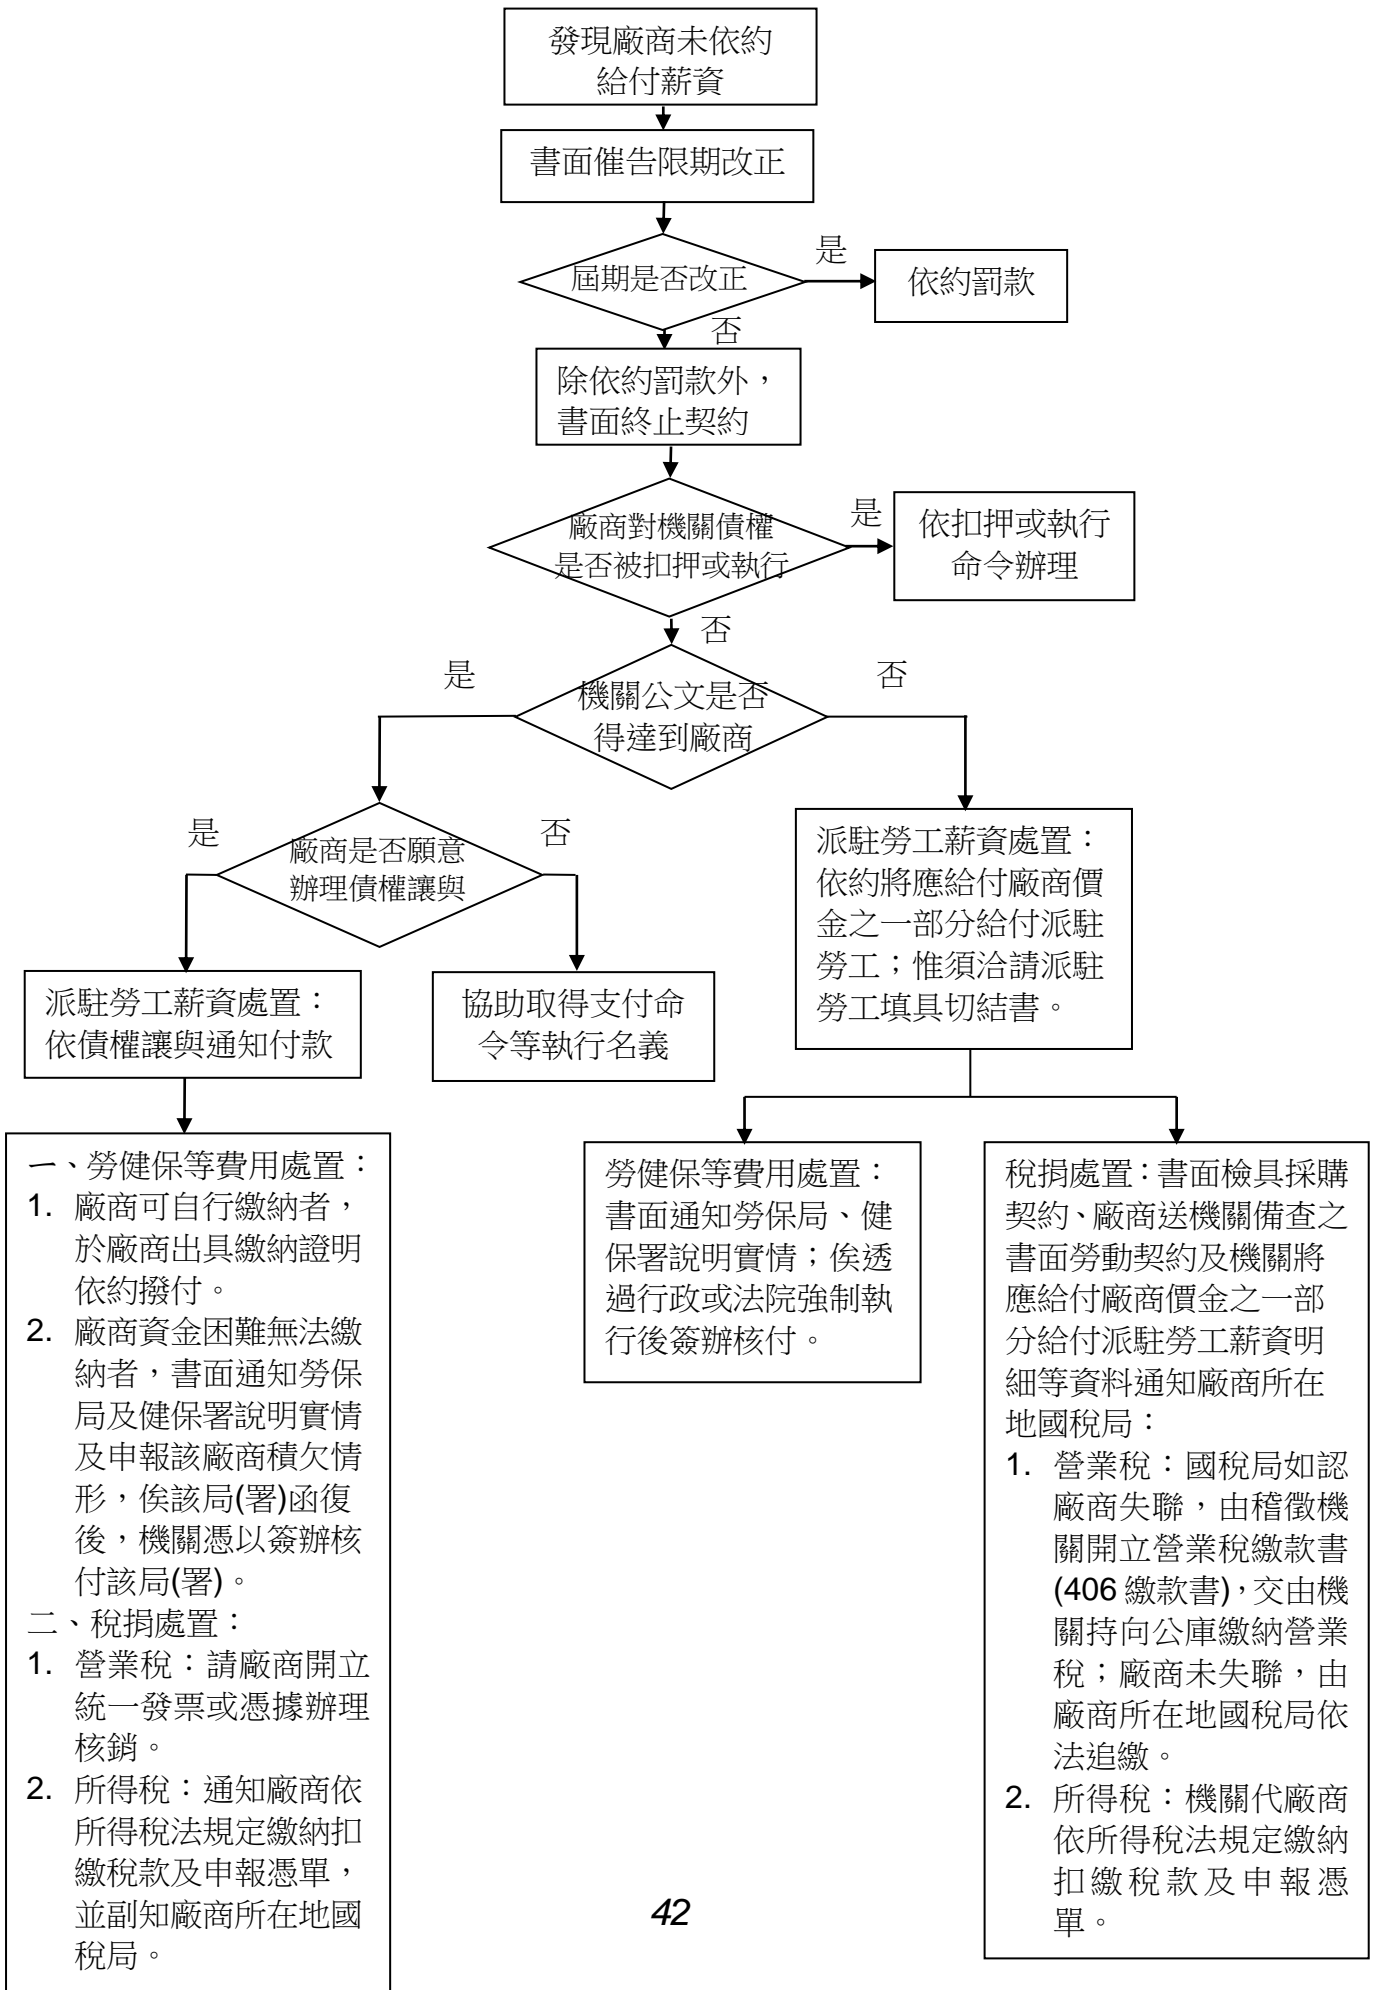 發現廠商未依約
給付薪資
書面催告限期改正
屆期是否改正
是
依約罰款
否
除依約罰款外，
書面終止契約
廠商對機關債權
是否被扣押或執行
是
依扣押或執行
命令辦理
否
機關公文是否
得達到廠商
是
否
廠商是否願意
辦理債權讓與
是
否
派駐勞工薪資處置：
依約將應給付廠商價
金之一部分給付派駐
勞工；惟須洽請派駐
勞工填具切結書。
派駐勞工薪資處置：
依債權讓與通知付款
協助取得支付命
令等執行名義
一、勞健保等費用處置：
1. 廠商可自行繳納者，
於廠商出具繳納證明
依約撥付。
2. 廠商資金困難無法繳
納者，書面通知勞保
局及健保署說明實情
及申報該廠商積欠情
形，俟該局(署)函復
後，機關憑以簽辦核
付該局(署)。
二、稅捐處置：
1. 營業稅：請廠商開立
統一發票或憑據辦理
核銷。
2. 所得稅：通知廠商依
所得稅法規定繳納扣
繳稅款及申報憑單，
並副知廠商所在地國
稅局。
勞健保等費用處置：
書面通知勞保局、健
保署說明實情；俟透
過行政或法院強制執
行後簽辦核付。
稅捐處置：書面檢具採購
契約、廠商送機關備查之
書面勞動契約及機關將
應給付廠商價金之一部
分給付派駐勞工薪資明
細等資料通知廠商所在
地國稅局：
1. 營業稅：國稅局如認
廠商失聯，由稽徵機
關開立營業稅繳款書
(406 繳款書)，交由機
關持向公庫繳納營業
稅；廠商未失聯，由
廠商所在地國稅局依
法追繳。
2. 所得稅：機關代廠商
依所得稅法規定繳納
扣繳稅款及申報憑
單。
42